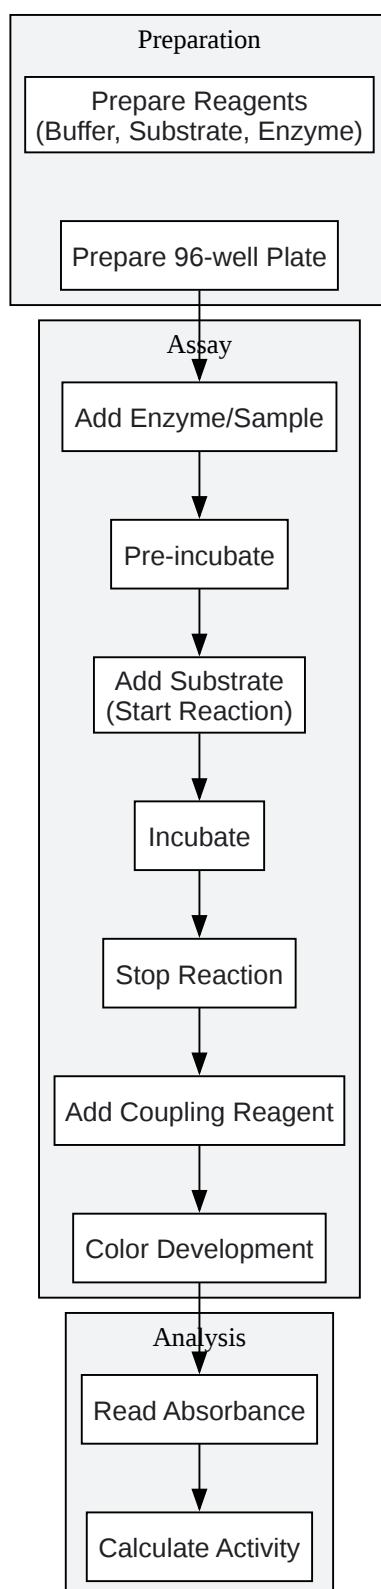 Preparation
Prepare Reagents
(Buffer, Substrate, Enzyme)
Prepare 96-well Plate
Assay
Add Enzyme/Sample
Pre-incubate
Add Substrate
(Start Reaction)
Incubate
Stop Reaction
Add Coupling Reagent
Color Development
Analysis
Read Absorbance
Calculate Activity